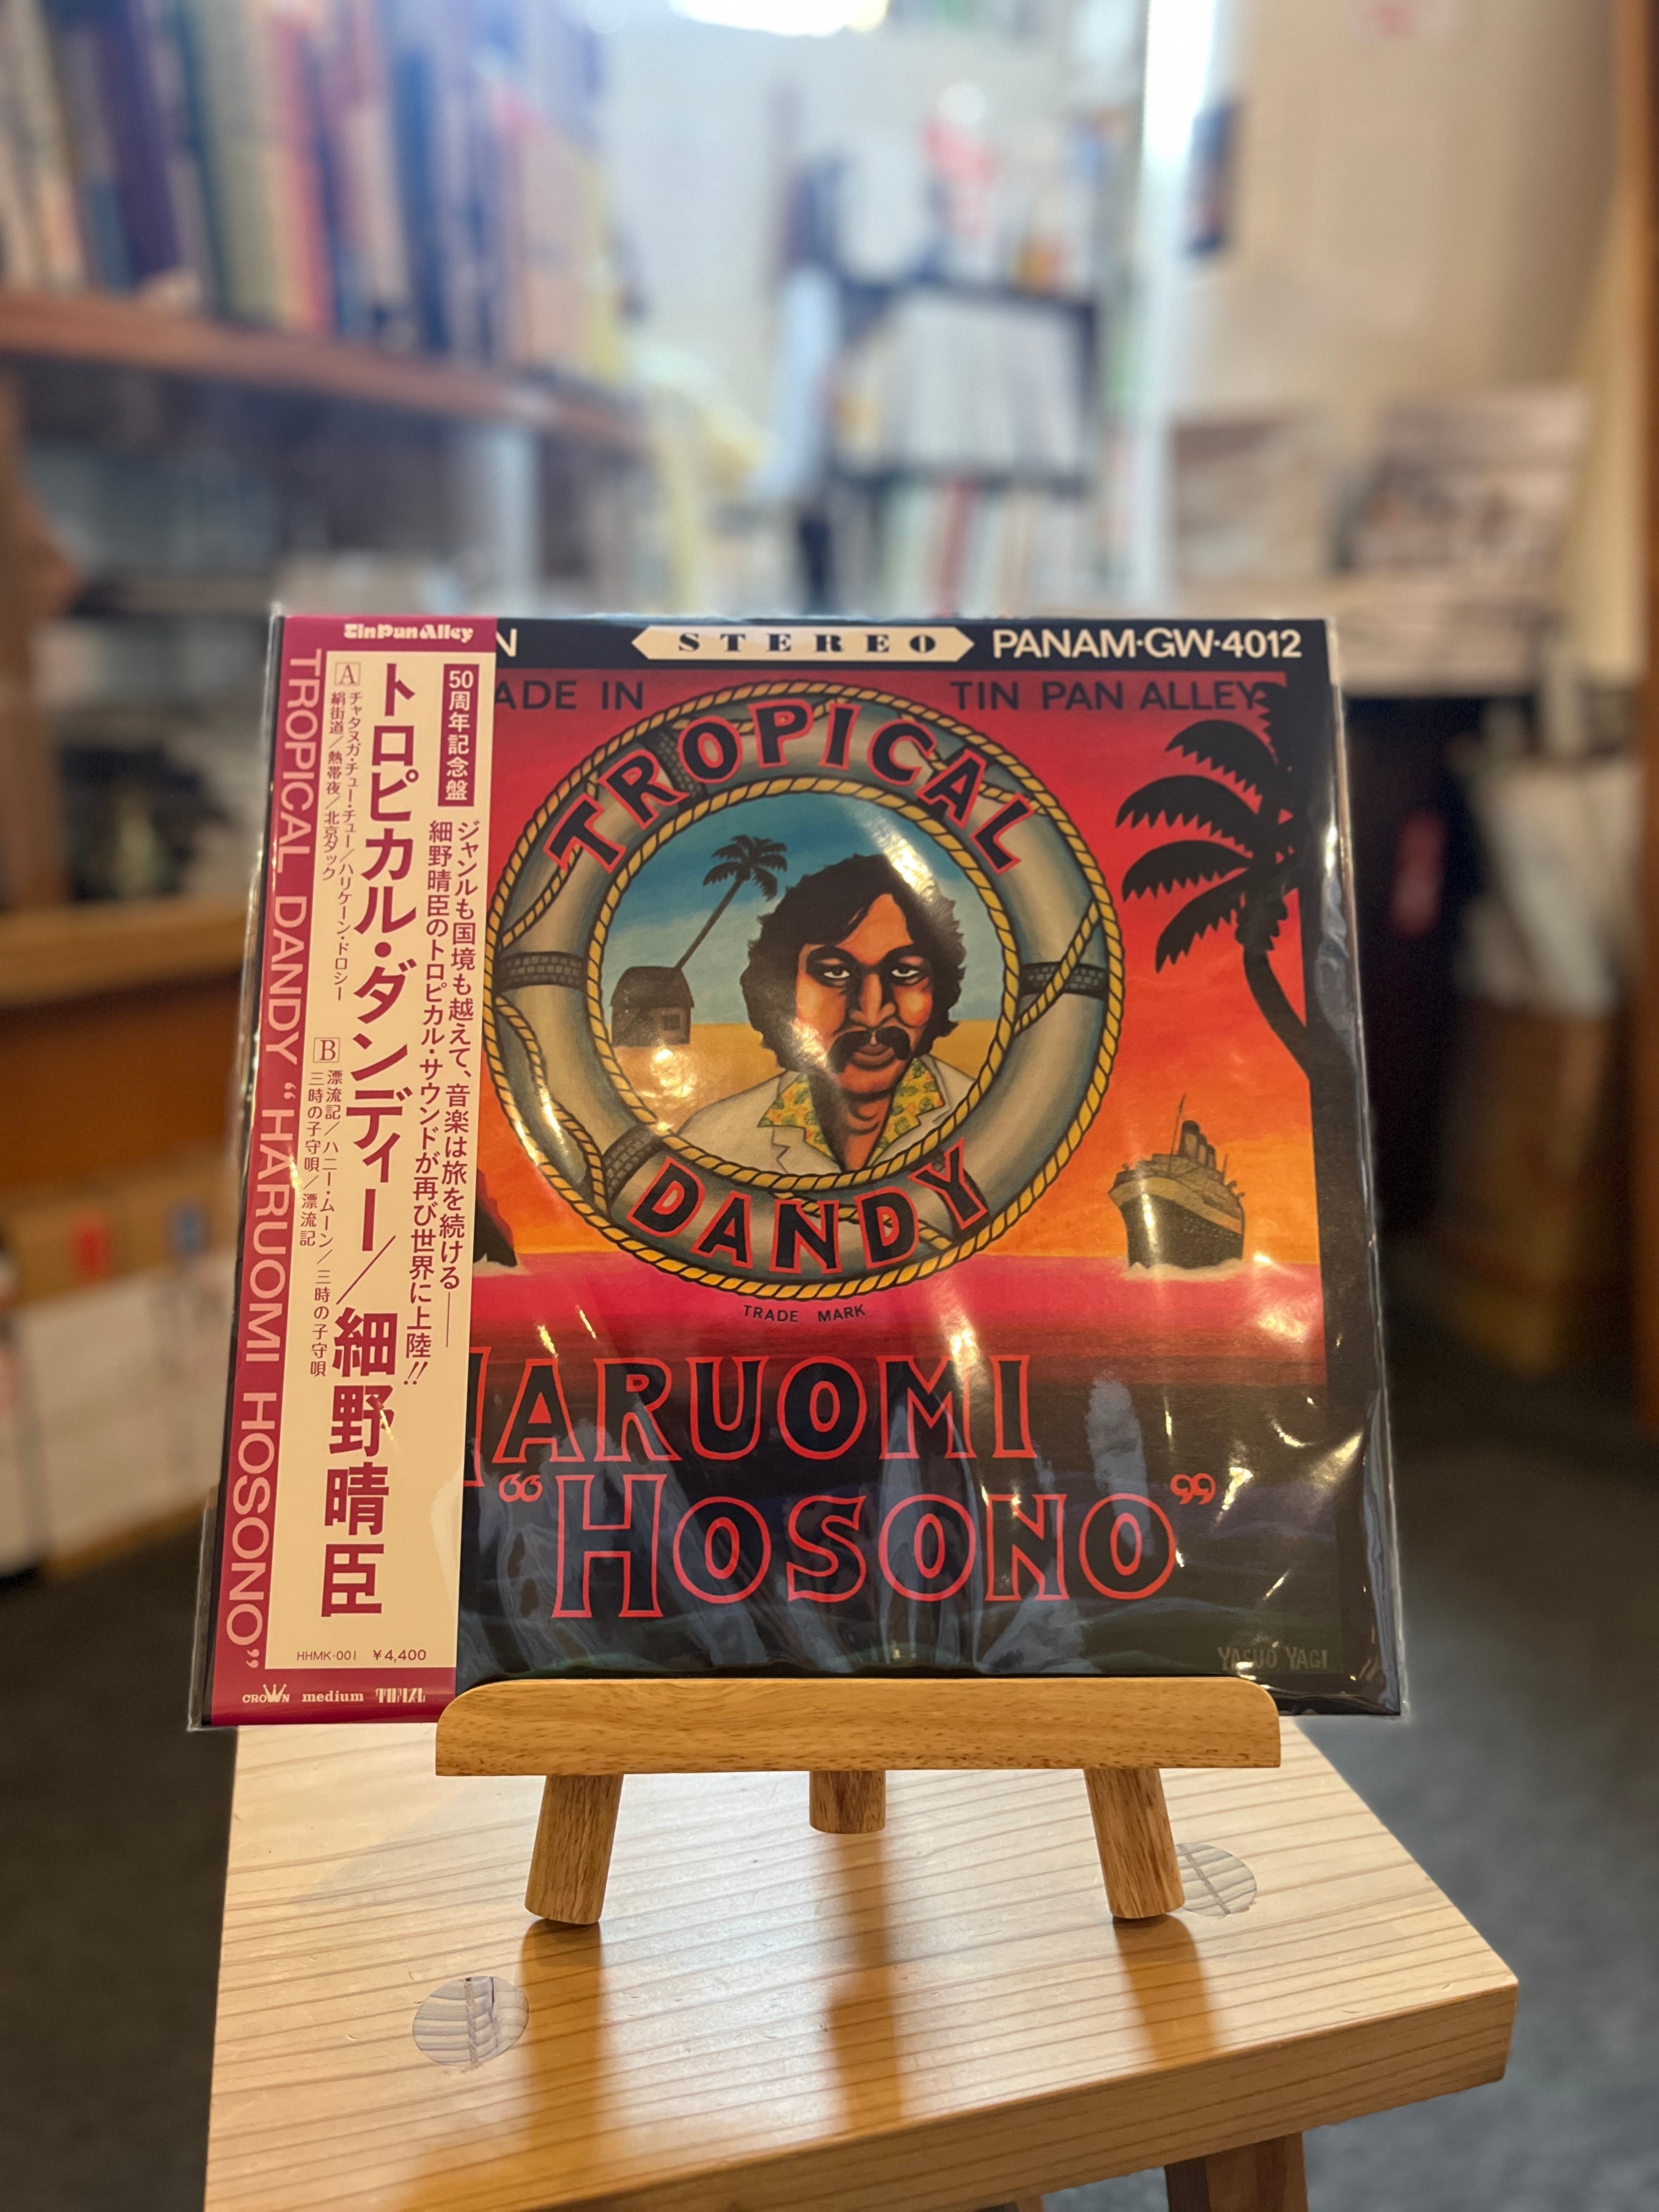 TinPanAlley
50周年記念盤
ジャンルも国境も越えて、音楽は旅を続ける――
細野晴臣のトロピカル・サウンドが再び世界に上陸!!
トロピカル・ダンディー/細野晴臣
A
チャタヌガ・チュー・チュー/ハリケーン・ドロシー
絹街道/熱帯夜/北京ダック
B
漂流記/ハニー・ムーン/三時の子守唄
三時の子守唄/漂流記
TROPICAL DANDY “HARUOMI HOSONO”
HHMK-001 ¥4,400
CROWN medium
N STEREO PANAM·GW·4012
ADE IN TIN PAN ALLEY
TROPICAL
DANDY
TRADE MARK
HARUOMI
“HOSONO”
YASUO YAGI